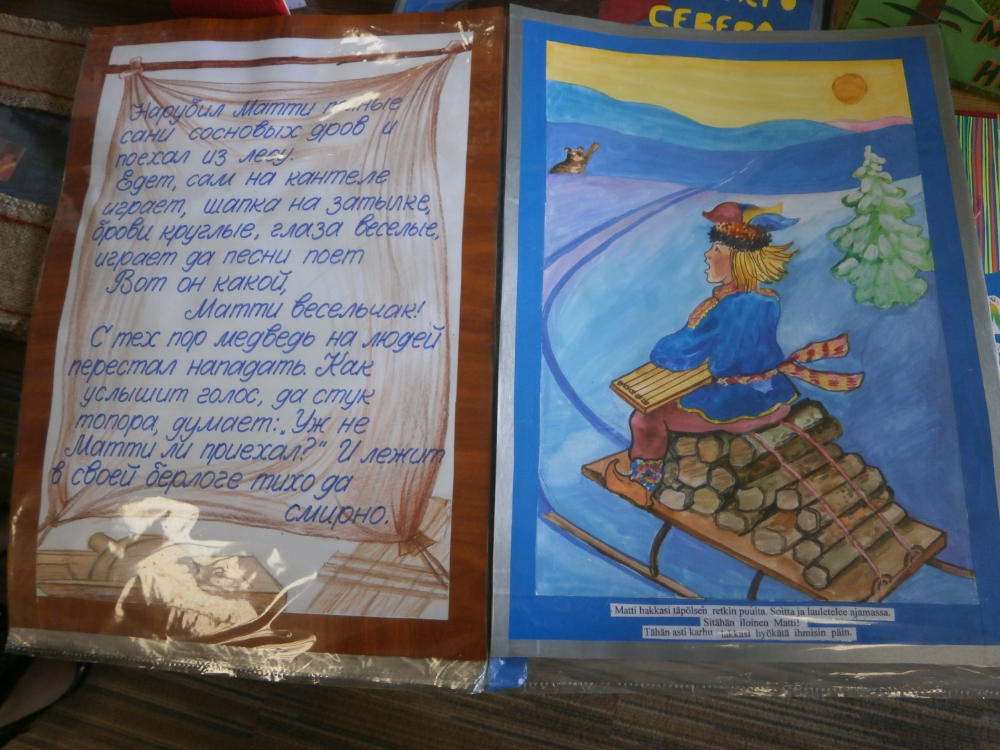 СЕВЕРА
Нарубил Матти полные
сани сосновых дров и
поехал из лесу.
Едет, сам на кантеле
играет, шапка на затылке,
брови круглые, глаза веселые,
играет да песни поет
Вот он какой,
Матти весельчак!
С тех пор медведь на людей
перестал нападать. Как
услышит голос, да стук
топора, думает: „Уж не
Матти ли приехал?" И лежит
в своей берлоге тихо да
смирно.
Matti hakkasi täpölsen retkin puuita. Soitta ja lauletelee ajamassa.
Sitähän iloinen Matti!
Tähän asti karhu lakkasi hyökätä ihmisin päin.